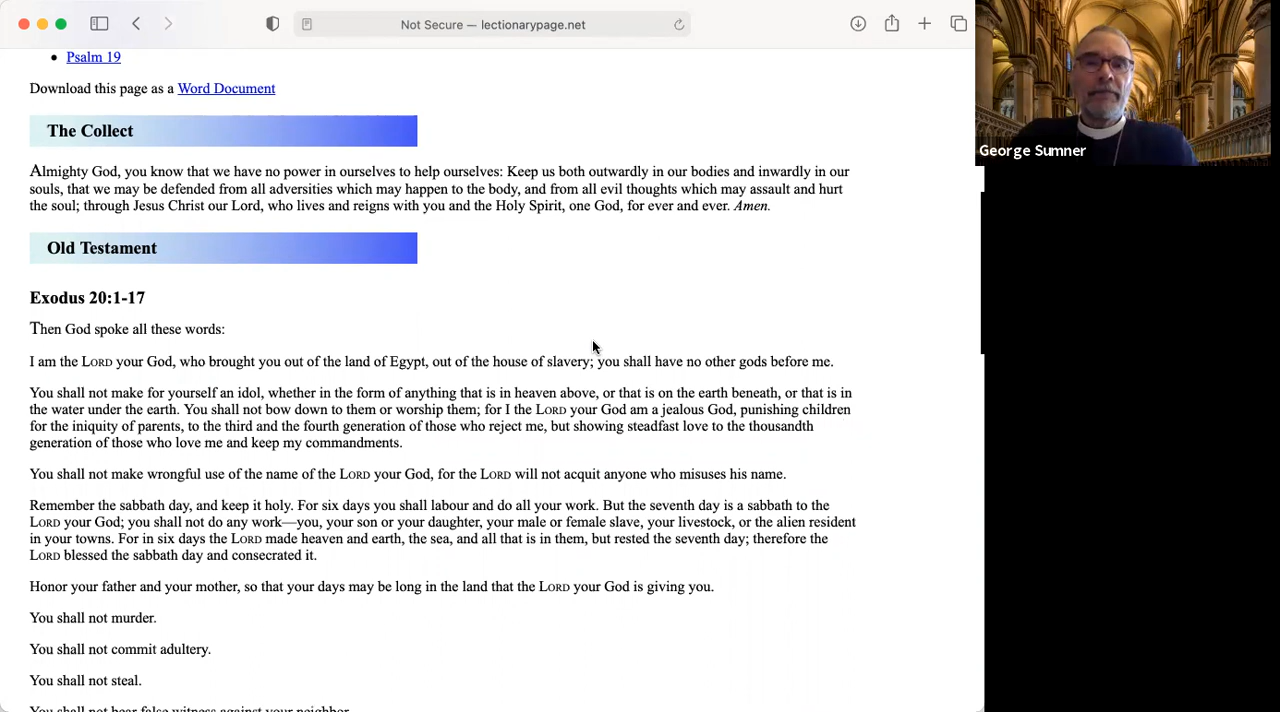 Not Secure — lectionarypage.net
Psalm 19
Download this page as a Word Document
The Collect
Almighty God, you know that we have no power in ourselves to help ourselves: Keep us both outwardly in our bodies and inwardly in our
souls, that we may be defended from all adversities which may happen to the body, and from all evil thoughts which may assault and hurt
the soul; through Jesus Christ our Lord, who lives and reigns with you and the Holy Spirit, one God, for ever and ever. Amen.
Old Testament
Exodus 20:1-17
Then God spoke all these words:
I am the LORD your God, who brought you out of the land of Egypt, out of the house of slavery; you shall have no other gods before me.
You shall not make for yourself an idol, whether in the form of anything that is in heaven above, or that is on the earth beneath, or that is in
the water under the earth. You shall not bow down to them or worship them; for I the LORD your God am a jealous God, punishing children
for the iniquity of parents, to the third and the fourth generation of those who reject me, but showing steadfast love to the thousandth
generation of those who love me and keep my commandments.
You shall not make wrongful use of the name of the LORD your God, for the LORD will not acquit anyone who misuses his name.
Remember the sabbath day, and keep it holy. For six days you shall labour and do all your work. But the seventh day is a sabbath to the
LORD your God; you shall not do any work—you, your son or your daughter, your male or female slave, your livestock, or the alien resident
in your towns. For in six days the LORD made heaven and earth, the sea, and all that is in them, but rested the seventh day; therefore the
LORD blessed the sabbath day and consecrated it.
Honor your father and your mother, so that your days may be long in the land that the LORD your God is giving you.
You shall not murder.
You shall not commit adultery.
You shall not steal.
You shall not bear false witness against your neighbor.
George Sumner